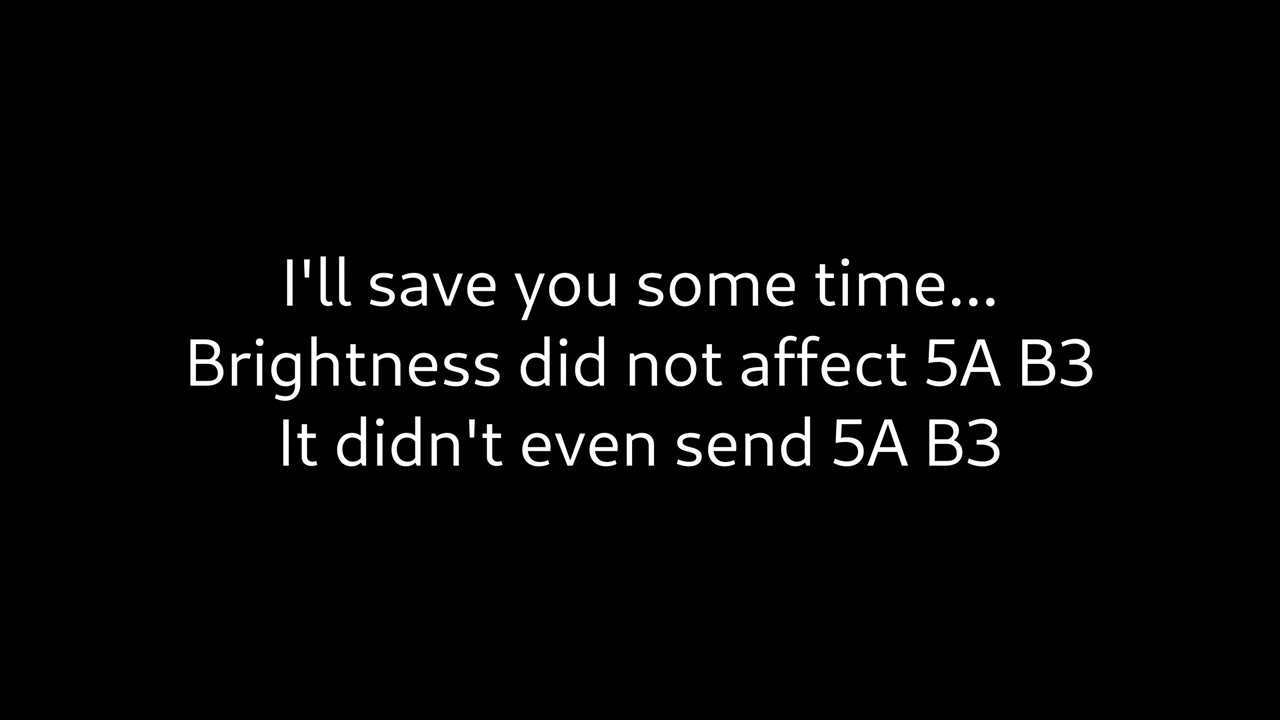 I'll save you some time...
Brightness did not affect 5A B3
It didn't even send 5A B3